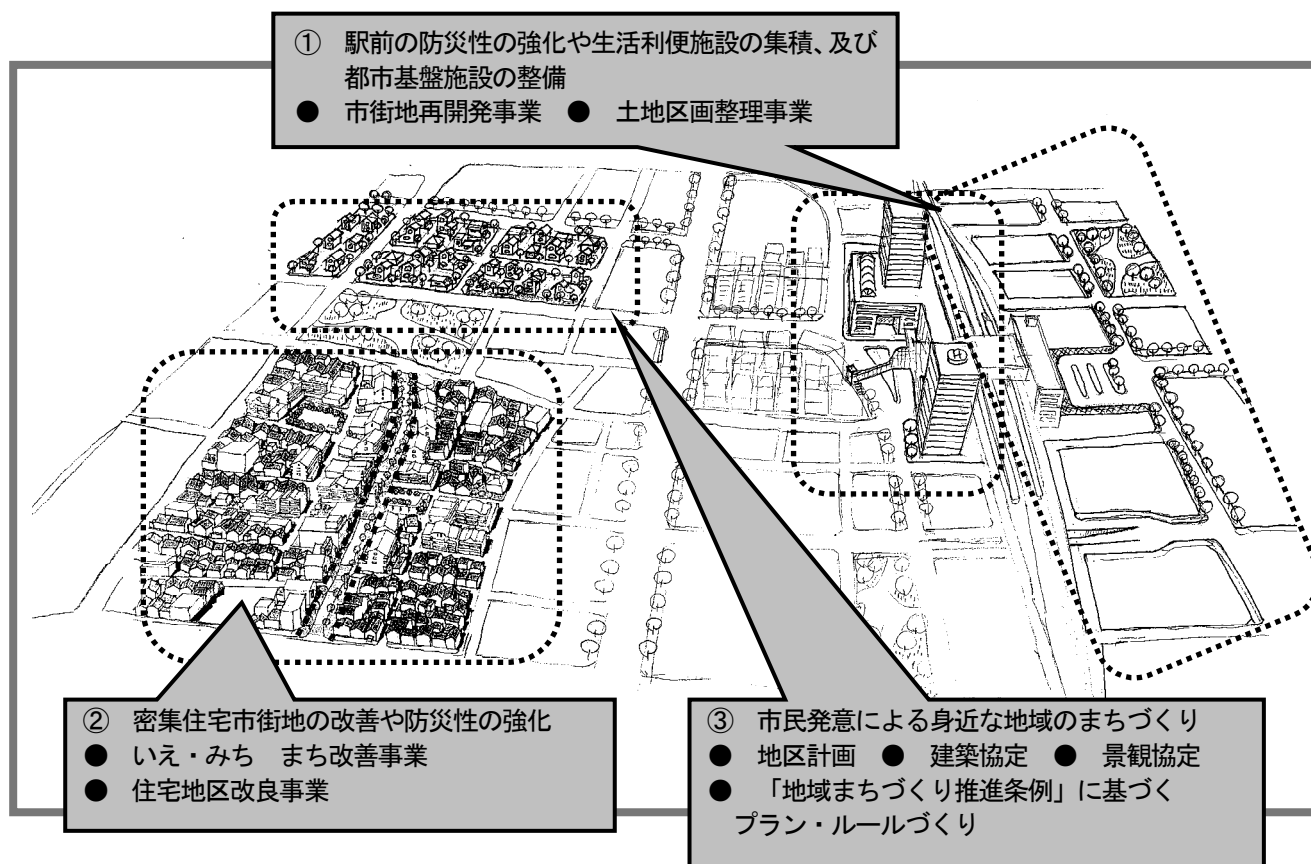 ① 駅前の防災性の強化や生活利便施設の集積、及び
都市基盤施設の整備
● 市街地再開発事業 ● 土地区画整理事業
H
② 密集住宅市街地の改善や防災性の強化
● いえ・みち まち改善事業
● 住宅地区改良事業
③ 市民発意による身近な地域のまちづくり
● 地区計画 ● 建築協定 ● 景観協定
● 「地域まちづくり推進条例」に基づく
プラン・ルールづくり